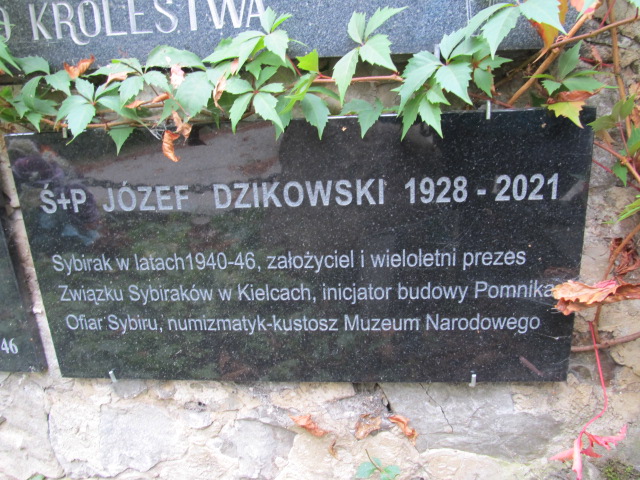 KRÓLESTWA
Ś+P JÓZEF DZIKOWSKI 1928 - 2021
Sybirak w latach1940-46, założyciel i wieloletni prezes
Związku Sybiraków w Kielcach, inicjator budowy Pomnika
Ofiar Sybiru, numizmatyk-kustosz Muzeum Narodowego
46